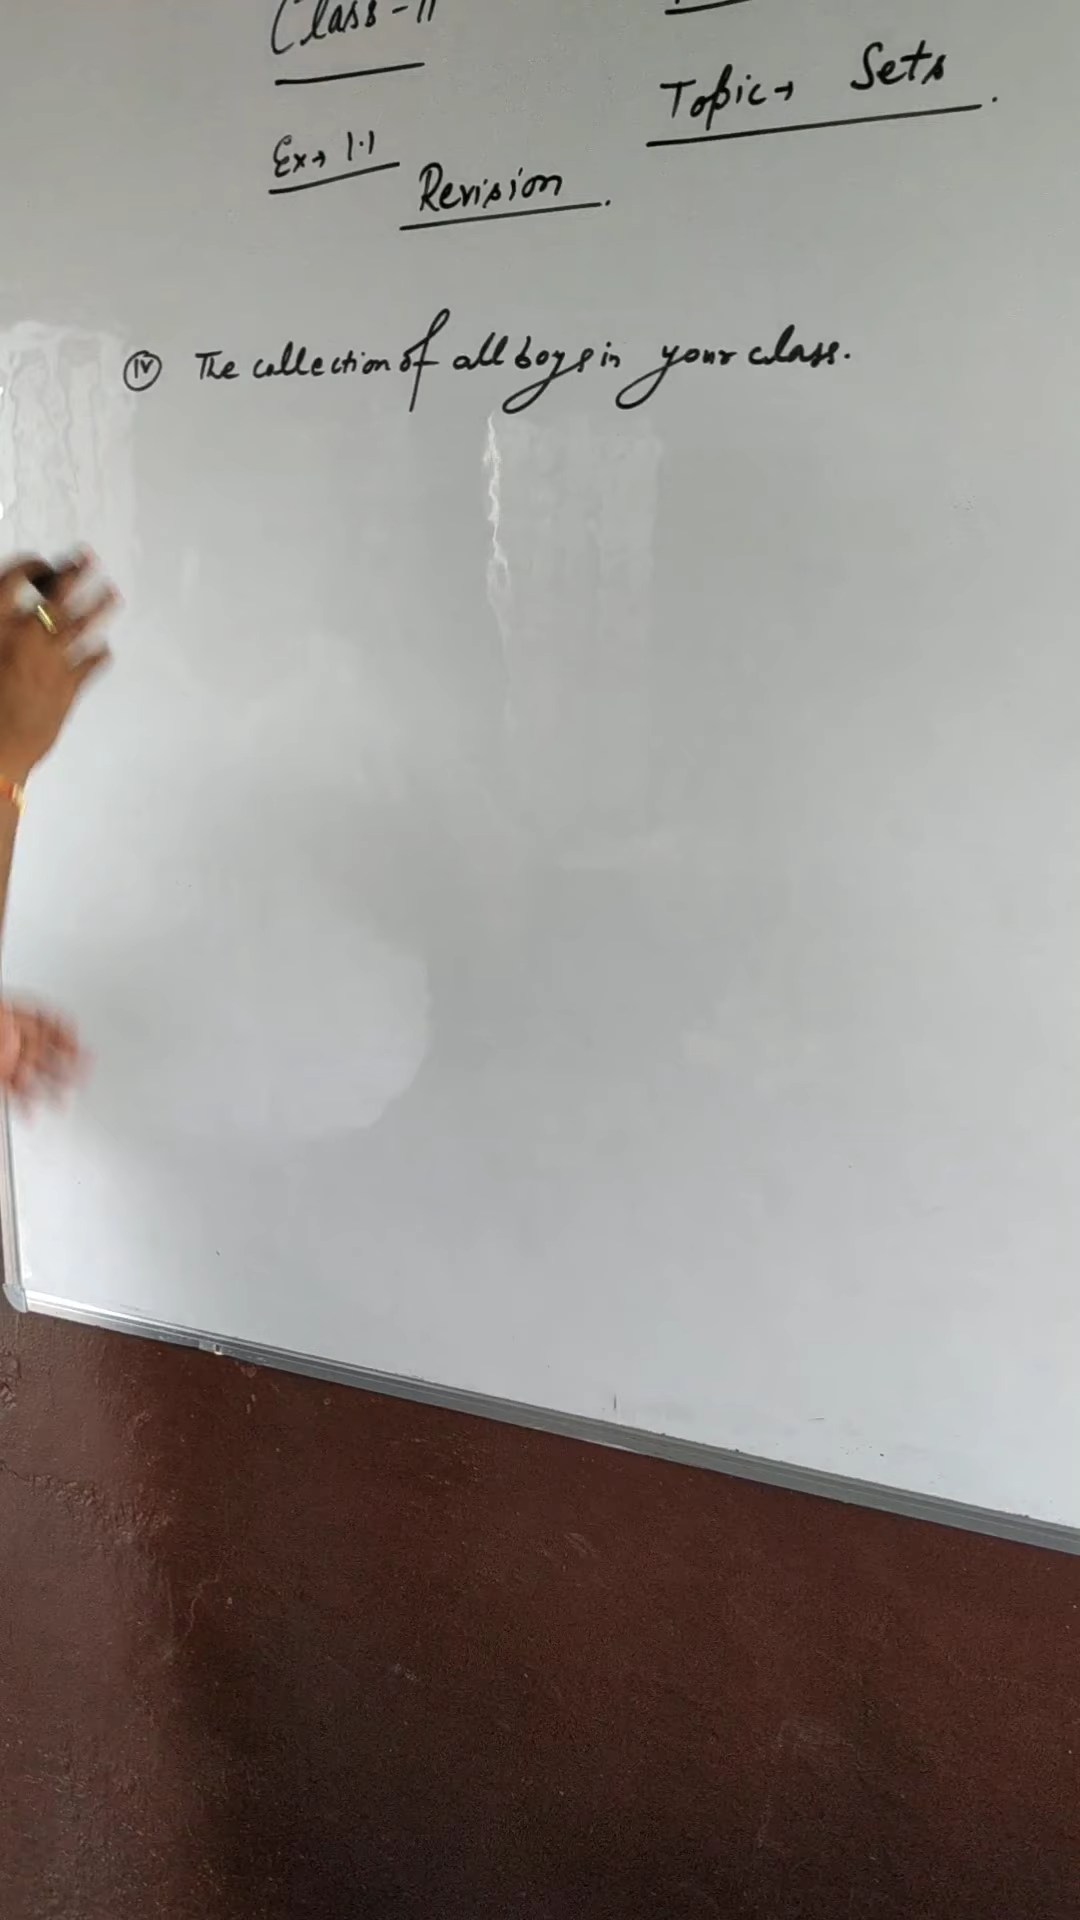 Class - 11
Topic → Sets.
Ex → 1.1
Revision.
(iv) The collection of all boys in your class.